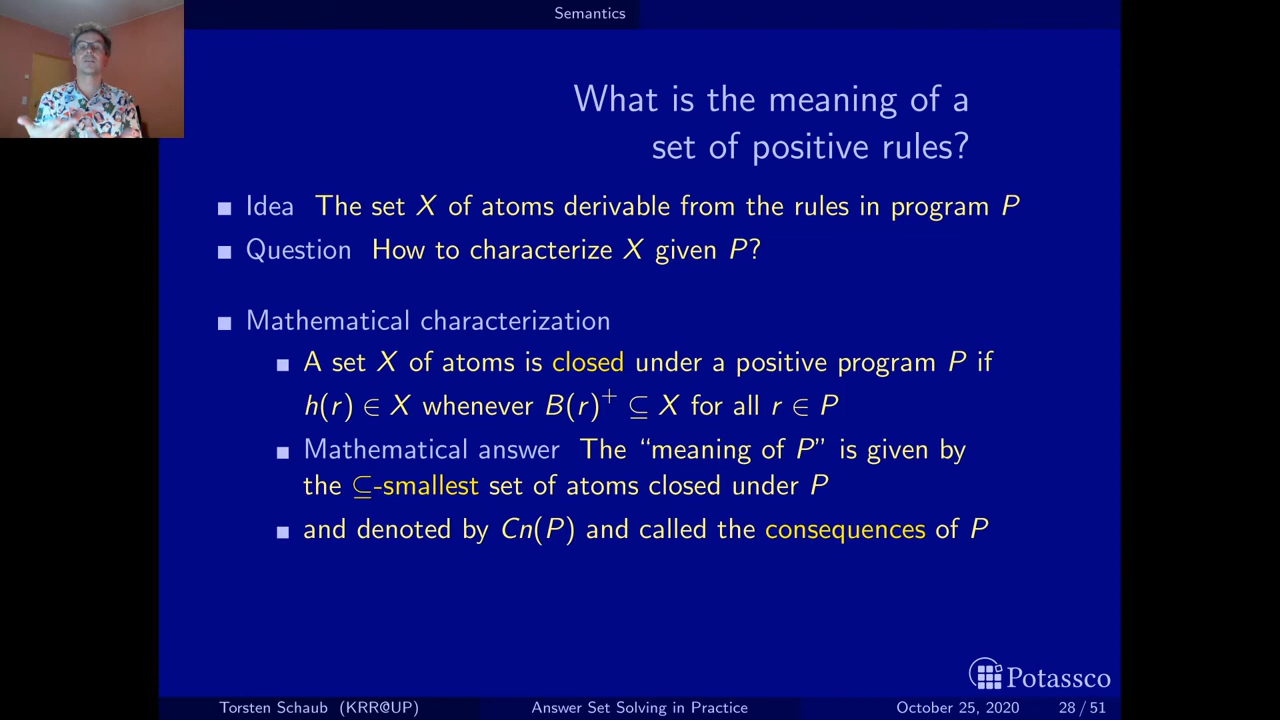 Semantics
What is the meaning of a
set of positive rules?
Idea The set X of atoms derivable from the rules in program P
Question How to characterize X given P?
Mathematical characterization
A set X of atoms is closed under a positive program P if
h(r) ∈ X whenever B(r)⁺ ⊆ X for all r ∈ P
Mathematical answer The “meaning of P” is given by
the ⊆-smallest set of atoms closed under P
and denoted by Cn(P) and called the consequences of P
Potassco
Torsten Schaub (KRR@UP) Answer Set Solving in Practice October 25, 2020 28 / 51